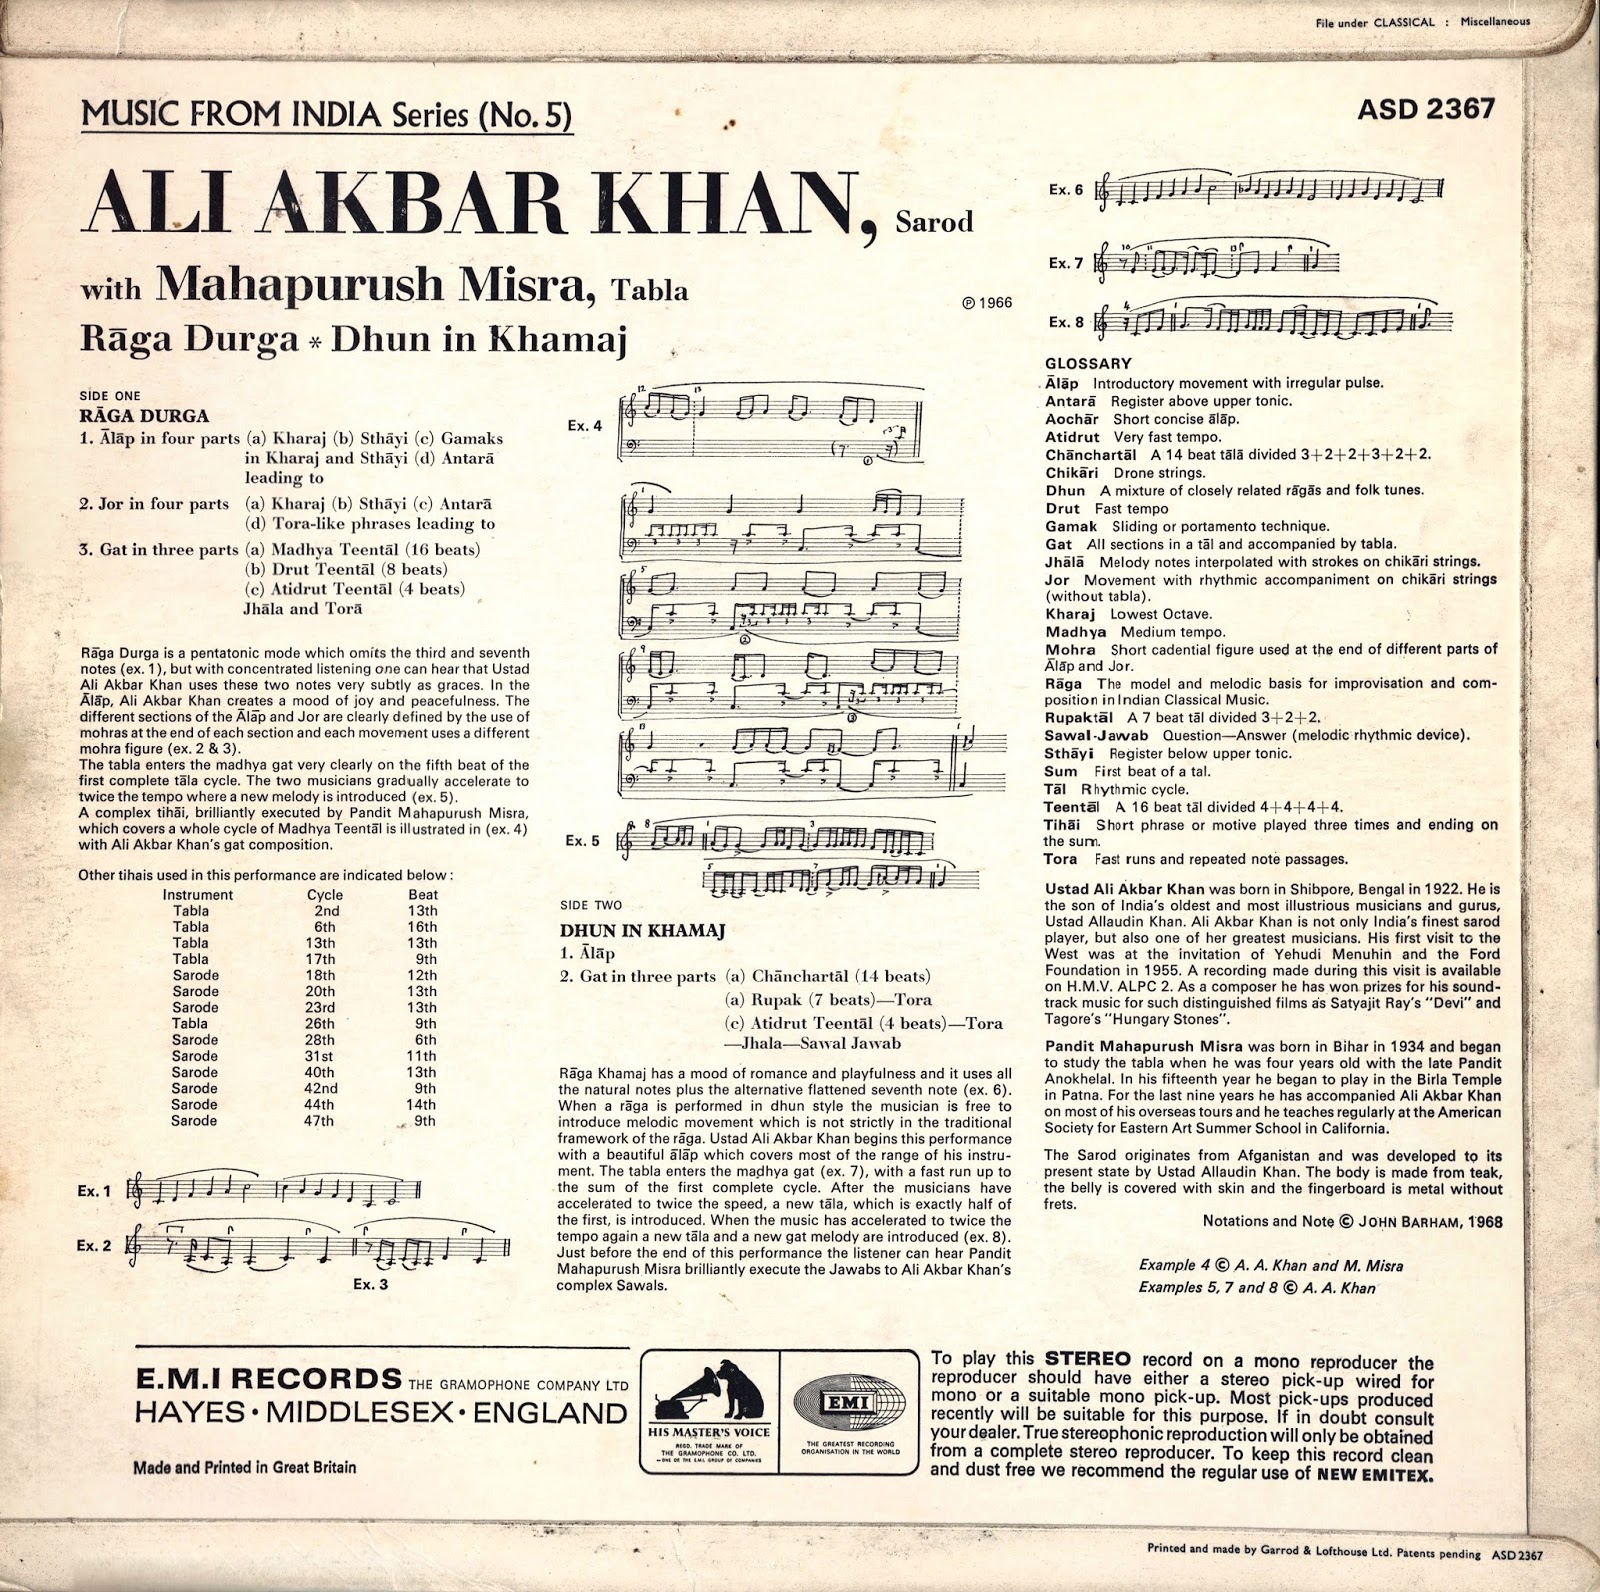 File under CLASSICAL : Miscellaneous
MUSIC FROM INDIA Series (No. 5)
ASD 2367
ALI AKBAR KHAN, Sarod
with Mahapurush Misra, Tabla
℗ 1966
Rāga Durga * Dhun in Khamaj
SIDE ONE
RĀGA DURGA
1. Ālāp in four parts (a) Kharaj (b) Sthāyi (c) Gamaks
in Kharaj and Sthāyi (d) Antarā
leading to
2. Jor in four parts (a) Kharaj (b) Sthāyi (c) Antarā
(d) Tora-like phrases leading to
3. Gat in three parts (a) Madhya Teentāl (16 beats)
(b) Drut Teentāl (8 beats)
(c) Atidrut Teentāl (4 beats)
Jhāla and Torā
Rāga Durga is a pentatonic mode which omits the third and seventh
notes (ex. 1), but with concentrated listening one can hear that Ustad
Ali Akbar Khan uses these two notes very subtly as graces. In the
Ālāp, Ali Akbar Khan creates a mood of joy and peacefulness. The
different sections of the Ālāp and Jor are clearly defined by the use of
mohras at the end of each section and each movement uses a different
mohra figure (ex. 2 & 3).
The tabla enters the madhya gat very clearly on the fifth beat of the
first complete tāla cycle. The two musicians gradually accelerate to
twice the tempo where a new melody is introduced (ex. 5).
A complex tihāi, brilliantly executed by Pandit Mahapurush Misra,
which covers a whole cycle of Madhya Teentāl is illustrated in (ex. 4)
with Ali Akbar Khan's gat composition.
Other tihais used in this performance are indicated below :
Instrument Cycle Beat
Tabla 2nd 13th
Tabla 6th 16th
Tabla 13th 13th
Tabla 17th 9th
Sarode 18th 12th
Sarode 20th 13th
Sarode 23rd 13th
Tabla 26th 9th
Sarode 28th 6th
Sarode 31st 11th
Sarode 40th 13th
Sarode 42nd 9th
Sarode 44th 14th
Sarode 47th 9th
Ex. 1
Ex. 2
Ex. 3
Ex. 4
Ex. 5
SIDE TWO
DHUN IN KHAMAJ
1. Ālāp
2. Gat in three parts (a) Chānchartāl (14 beats)
(a) Rupak (7 beats)—Tora
(c) Atidrut Teentāl (4 beats)—Tora
—Jhala—Sawal Jawab
Rāga Khamaj has a mood of romance and playfulness and it uses all
the natural notes plus the alternative flattened seventh note (ex. 6).
When a rāga is performed in dhun style the musician is free to
introduce melodic movement which is not strictly in the traditional
framework of the rāga. Ustad Ali Akbar Khan begins this performance
with a beautiful ālāp which covers most of the range of his instru-
ment. The tabla enters the madhya gat (ex. 7), with a fast run up to
the sum of the first complete cycle. After the musicians have
accelerated to twice the speed, a new tāla, which is exactly half of
the first, is introduced. When the music has accelerated to twice the
tempo again a new tāla and a new gat melody are introduced (ex. 8).
Just before the end of this performance the listener can hear Pandit
Mahapurush Misra brilliantly execute the Jawabs to Ali Akbar Khan's
complex Sawals.
Ex. 6
Ex. 7
Ex. 8
GLOSSARY
Ālāp Introductory movement with irregular pulse.
Antarā Register above upper tonic.
Aochār Short concise ālāp.
Atidrut Very fast tempo.
Chānchartāl A 14 beat tālā divided 3+2+2+3+2+2.
Chikāri Drone strings.
Dhun A mixture of closely related rāgās and folk tunes.
Drut Fast tempo
Gamak Sliding or portamento technique.
Gat All sections in a tāl and accompanied by tabla.
Jhālā Melody notes interpolated with strokes on chikāri strings.
Jor Movement with rhythmic accompaniment on chikāri strings
(without tabla).
Kharaj Lowest Octave.
Madhya Medium tempo.
Mohra Short cadential figure used at the end of different parts of
Ālāp and Jor.
Rāga The model and melodic basis for improvisation and com-
position in Indian Classical Music.
Rupaktāl A 7 beat tāl divided 3+2+2.
Sawal-Jawab Question—Answer (melodic rhythmic device).
Sthāyi Register below upper tonic.
Sum First beat of a tal.
Tāl Rhythmic cycle.
Teentāl A 16 beat tāl divided 4+4+4+4.
Tihāi Short phrase or motive played three times and ending on
the sum.
Tora Fast runs and repeated note passages.
Ustad Ali Akbar Khan was born in Shibpore, Bengal in 1922. He is
the son of India's oldest and most illustrious musicians and gurus,
Ustad Allaudin Khan. Ali Akbar Khan is not only India's finest sarod
player, but also one of her greatest musicians. His first visit to the
West was at the invitation of Yehudi Menuhin and the Ford
Foundation in 1955. A recording made during this visit is available
on H.M.V. ALPC 2. As a composer he has won prizes for his sound-
track music for such distinguished films as Satyajit Ray's "Devi" and
Tagore's "Hungary Stones".
Pandit Mahapurush Misra was born in Bihar in 1934 and began
to study the tabla when he was four years old with the late Pandit
Anokhelal. In his fifteenth year he began to play in the Birla Temple
in Patna. For the last nine years he has accompanied Ali Akbar Khan
on most of his overseas tours and he teaches regularly at the American
Society for Eastern Art Summer School in California.
The Sarod originates from Afganistan and was developed to its
present state by Ustad Allaudin Khan. The body is made from teak,
the belly is covered with skin and the fingerboard is metal without
frets.
Notations and Note © JOHN BARHAM, 1968
Example 4 © A. A. Khan and M. Misra
Examples 5, 7 and 8 © A. A. Khan
E.M.I RECORDS THE GRAMOPHONE COMPANY LTD
HAYES · MIDDLESEX · ENGLAND
Made and Printed in Great Britain
HIS MASTER'S VOICE
REGD. TRADE MARK OF
THE GRAMOPHONE CO. LTD.
—ONE OF THE E.M.I. GROUP OF COMPANIES
EMI
THE GREATEST RECORDING
ORGANISATION IN THE WORLD
To play this STEREO record on a mono reproducer the
reproducer should have either a stereo pick-up wired for
mono or a suitable mono pick-up. Most pick-ups produced
recently will be suitable for this purpose. If in doubt consult
your dealer. True stereophonic reproduction will only be obtained
from a complete stereo reproducer. To keep this record clean
and dust free we recommend the regular use of NEW EMITEX.
Printed and made by Garrod & Lofthouse Ltd. Patents pending ASD 2367